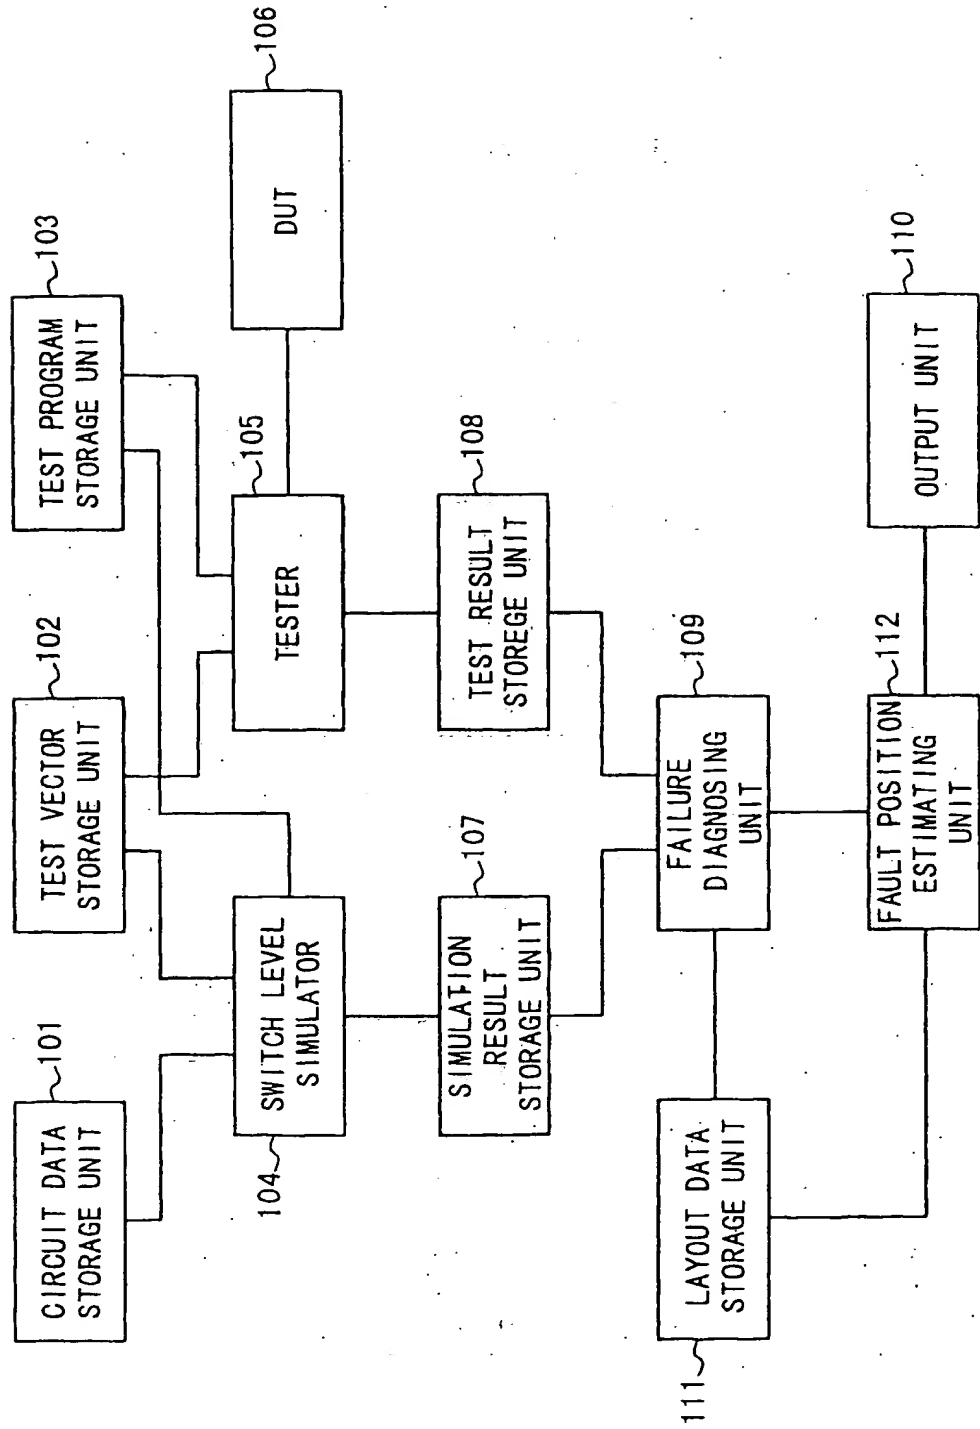 101
CIRCUIT DATA
STORAGE UNIT
102
TEST VECTOR
STORAGE UNIT
103
TEST PROGRAM
STORAGE UNIT
104
SWITCH LEVEL
SIMULATOR
105
TESTER
106
DUT
107
SIMULATION
RESULT
STORAGE UNIT
108
TEST RESULT
STOREGE UNIT
111
LAYOUT DATA
STORAGE UNIT
109
FAILURE
DIAGNOSING
UNIT
112
FAULT POSITION
ESTIMATING
UNIT
110
OUTPUT UNIT